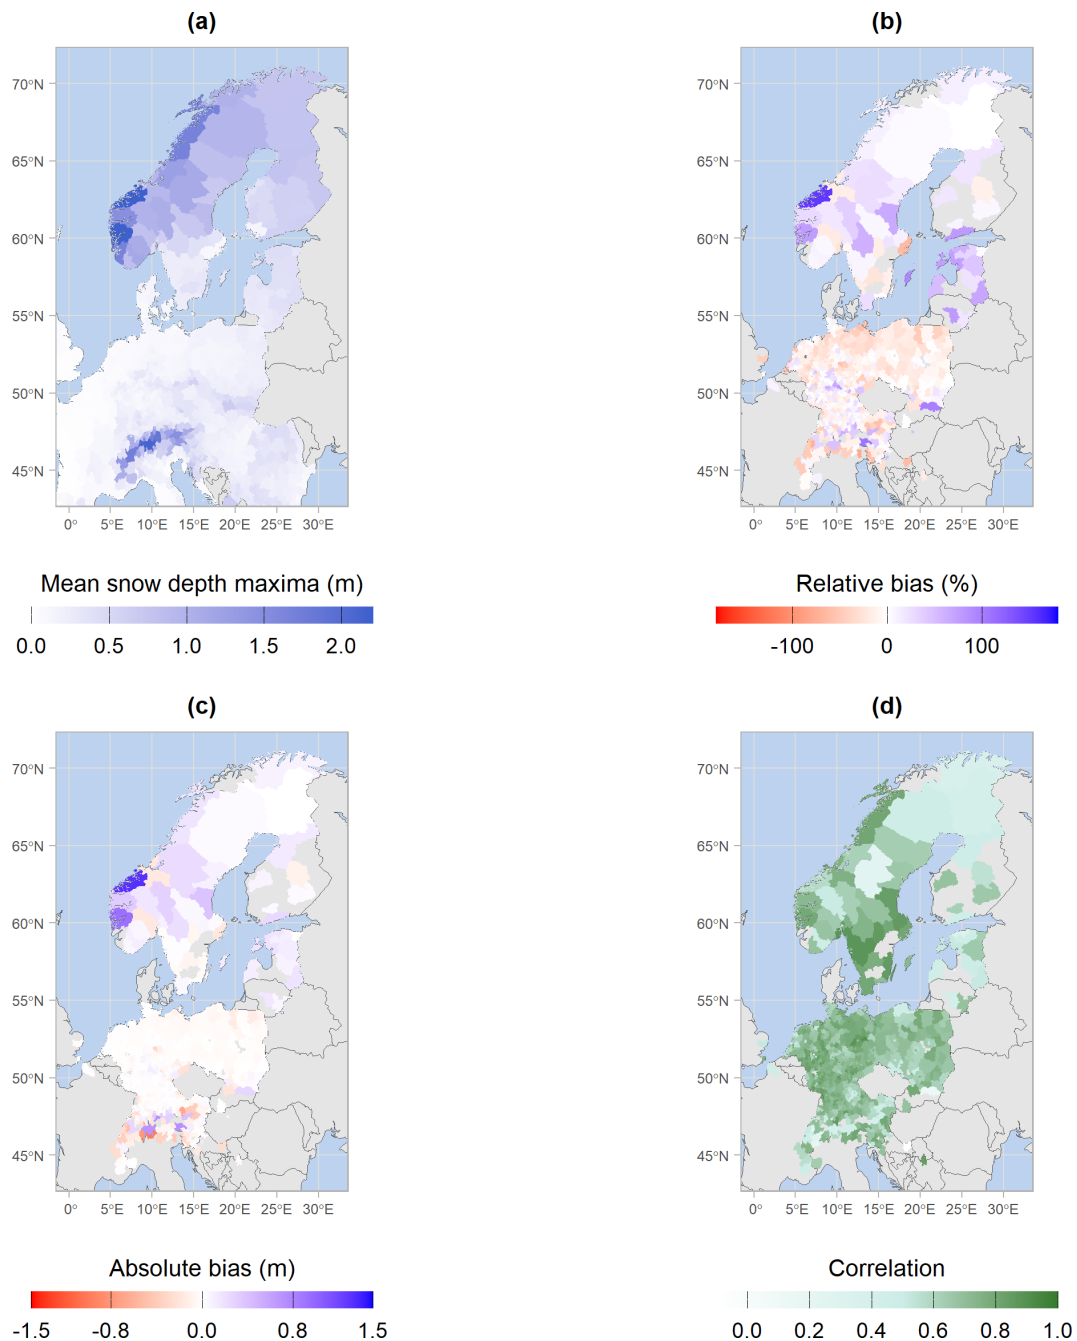 (a)
70°N
65°N
60°N
55°N
50°N
45°N
0° 5°E 10°E 15°E 20°E 25°E 30°E
Mean snow depth maxima (m)
0.0 0.5 1.0 1.5 2.0
(b)
70°N
65°N
60°N
55°N
50°N
45°N
0° 5°E 10°E 15°E 20°E 25°E 30°E
Relative bias (%)
-100 0 100
(c)
70°N
65°N
60°N
55°N
50°N
45°N
0° 5°E 10°E 15°E 20°E 25°E 30°E
Absolute bias (m)
-1.5 -0.8 0.0 0.8 1.5
(d)
70°N
65°N
60°N
55°N
50°N
45°N
0° 5°E 10°E 15°E 20°E 25°E 30°E
Correlation
0.0 0.2 0.4 0.6 0.8 1.0